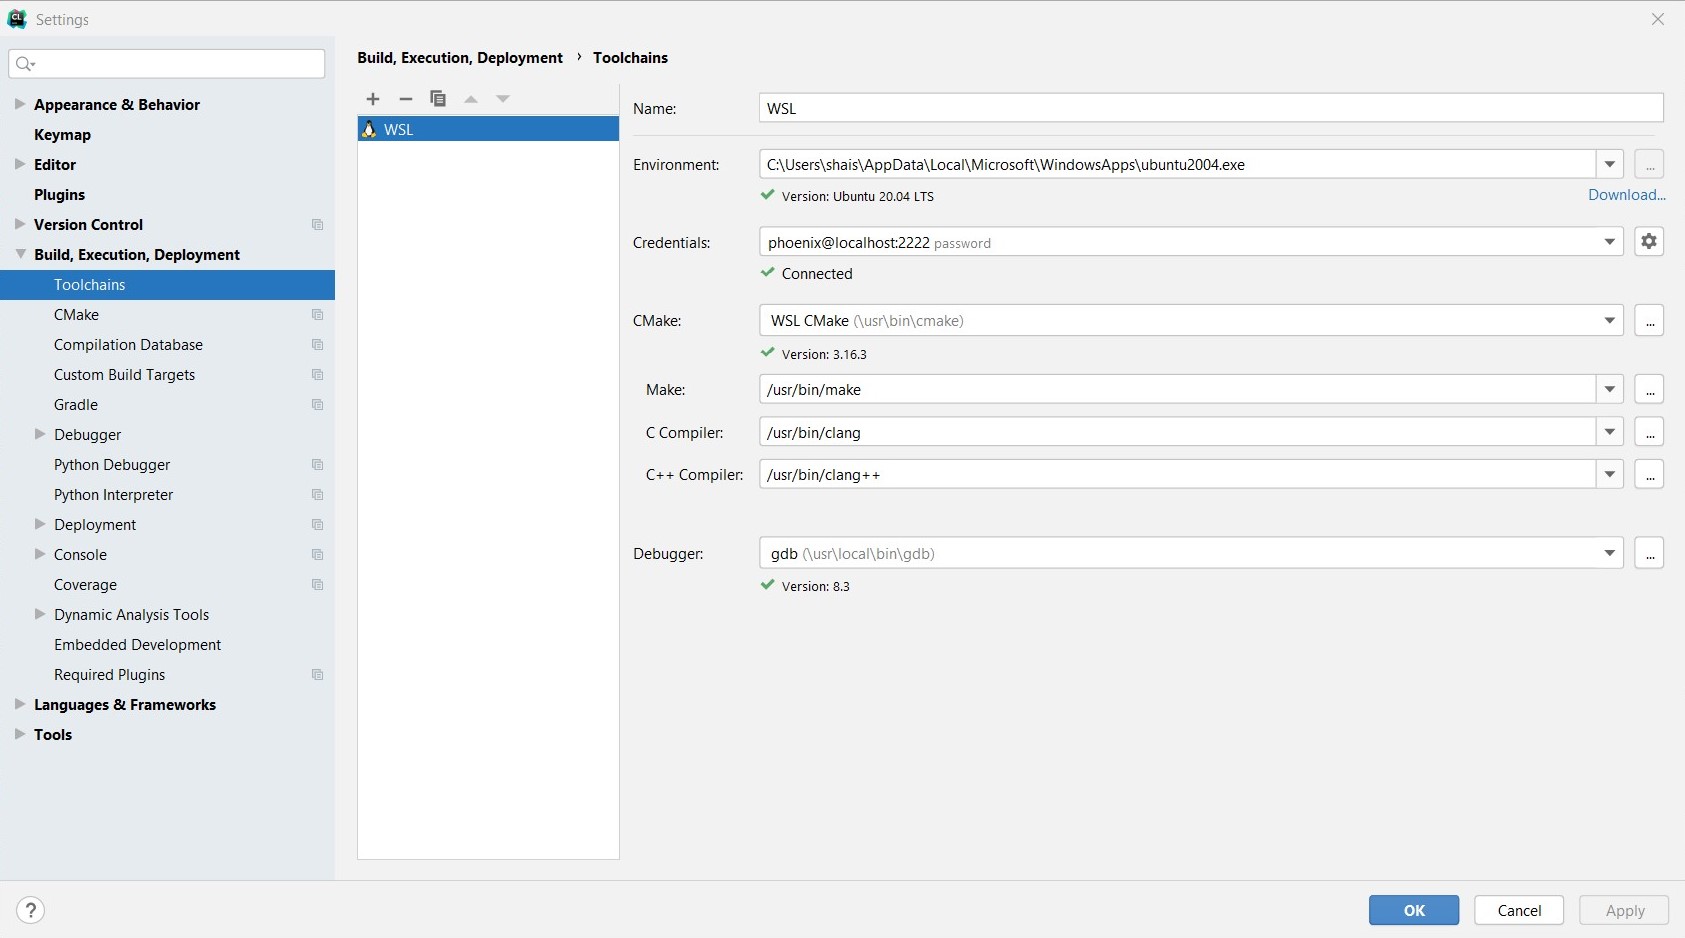 Settings
Appearance & Behavior
Keymap
Editor
Plugins
Version Control
Build, Execution, Deployment
Toolchains
CMake
Compilation Database
Custom Build Targets
Gradle
Debugger
Python Debugger
Python Interpreter
Deployment
Console
Coverage
Dynamic Analysis Tools
Embedded Development
Required Plugins
Languages & Frameworks
Tools
Build, Execution, Deployment › Toolchains
WSL
Name: WSL
Environment: C:\Users\shais\AppData\Local\Microsoft\WindowsApps\ubuntu2004.exe ...
Version: Ubuntu 20.04 LTS Download...
Credentials: phoenix@localhost:2222 password
Connected
CMake: WSL CMake (\usr\bin\cmake) ...
Version: 3.16.3
Make: /usr/bin/make ...
C Compiler: /usr/bin/clang ...
C++ Compiler: /usr/bin/clang++ ...
Debugger: gdb (\usr\local\bin\gdb) ...
Version: 8.3
? OK Cancel Apply